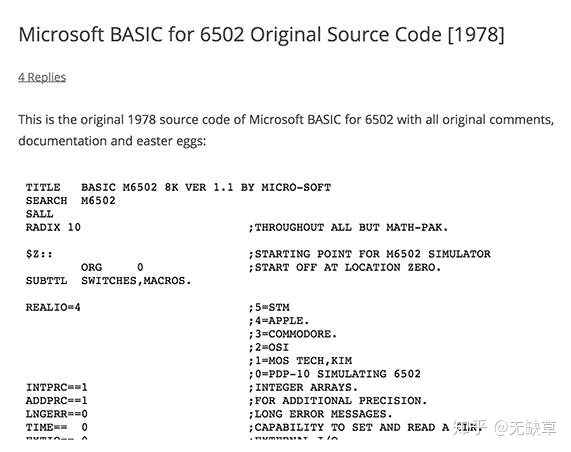 Microsoft BASIC for 6502 Original Source Code [1978]
4 Replies
This is the original 1978 source code of Microsoft BASIC for 6502 with all original comments,
documentation and easter eggs:
TITLE   BASIC M6502 8K VER 1.1 BY MICRO-SOFT
SEARCH  M6502
SALL
RADIX 10                        ;THROUGHOUT ALL BUT MATH-PAK.
$Z::                            ;STARTING POINT FOR M6502 SIMULATOR
        ORG     0               ;START OFF AT LOCATION ZERO.
SUBTTL  SWITCHES,MACROS.
REALIO=4                        ;5=STM
                                ;4=APPLE.
                                ;3=COMMODORE.
                                ;2=OSI
                                ;1=MOS TECH,KIM
                                ;0=PDP-10 SIMULATING 6502
INTPRC==1                       ;INTEGER ARRAYS.
ADDPRC==1                       ;FOR ADDITIONAL PRECISION.
LNGERR==0                       ;LONG ERROR MESSAGES.
TIME==  0                       ;CAPABILITY TO SET AND READ A CLK.
知乎 @无缺草